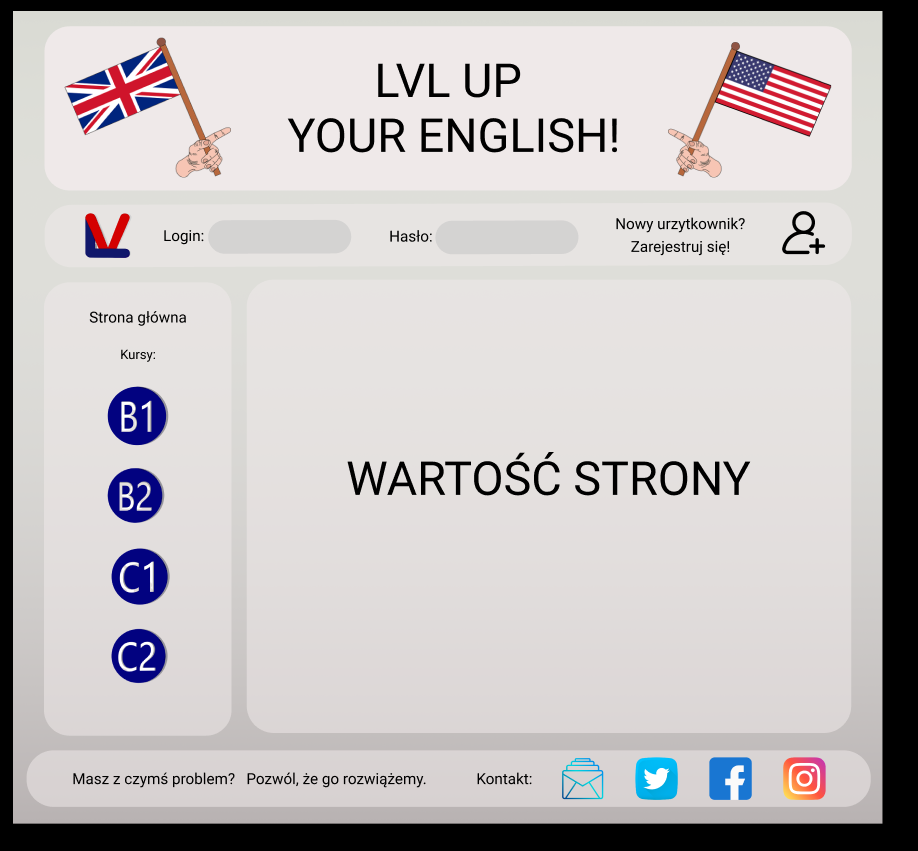 LVL UP
YOUR ENGLISH!
LV
Login:
Hasło:
Nowy urzytkownik?
Zarejestruj się!
Strona główna
Kursy:
B1
B2
C1
C2
WARTOŚĆ STRONY
Masz z czymś problem? Pozwól, że go rozwiążemy.
Kontakt: